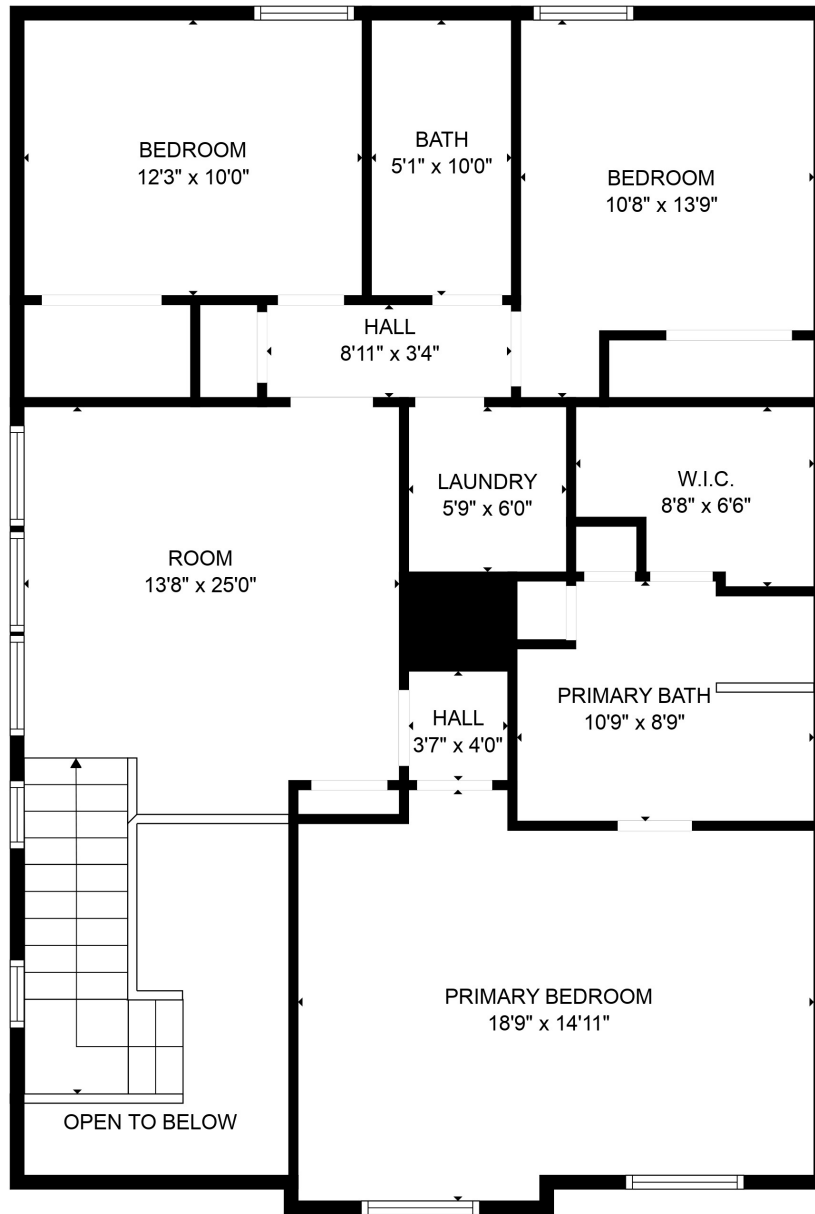 BEDROOM
12'3" x 10'0"
BATH
5'1" x 10'0"
BEDROOM
10'8" x 13'9"
HALL
8'11" x 3'4"
LAUNDRY
5'9" x 6'0"
W.I.C.
8'8" x 6'6"
ROOM
13'8" x 25'0"
HALL
3'7" x 4'0"
PRIMARY BATH
10'9" x 8'9"
PRIMARY BEDROOM
18'9" x 14'11"
OPEN TO BELOW